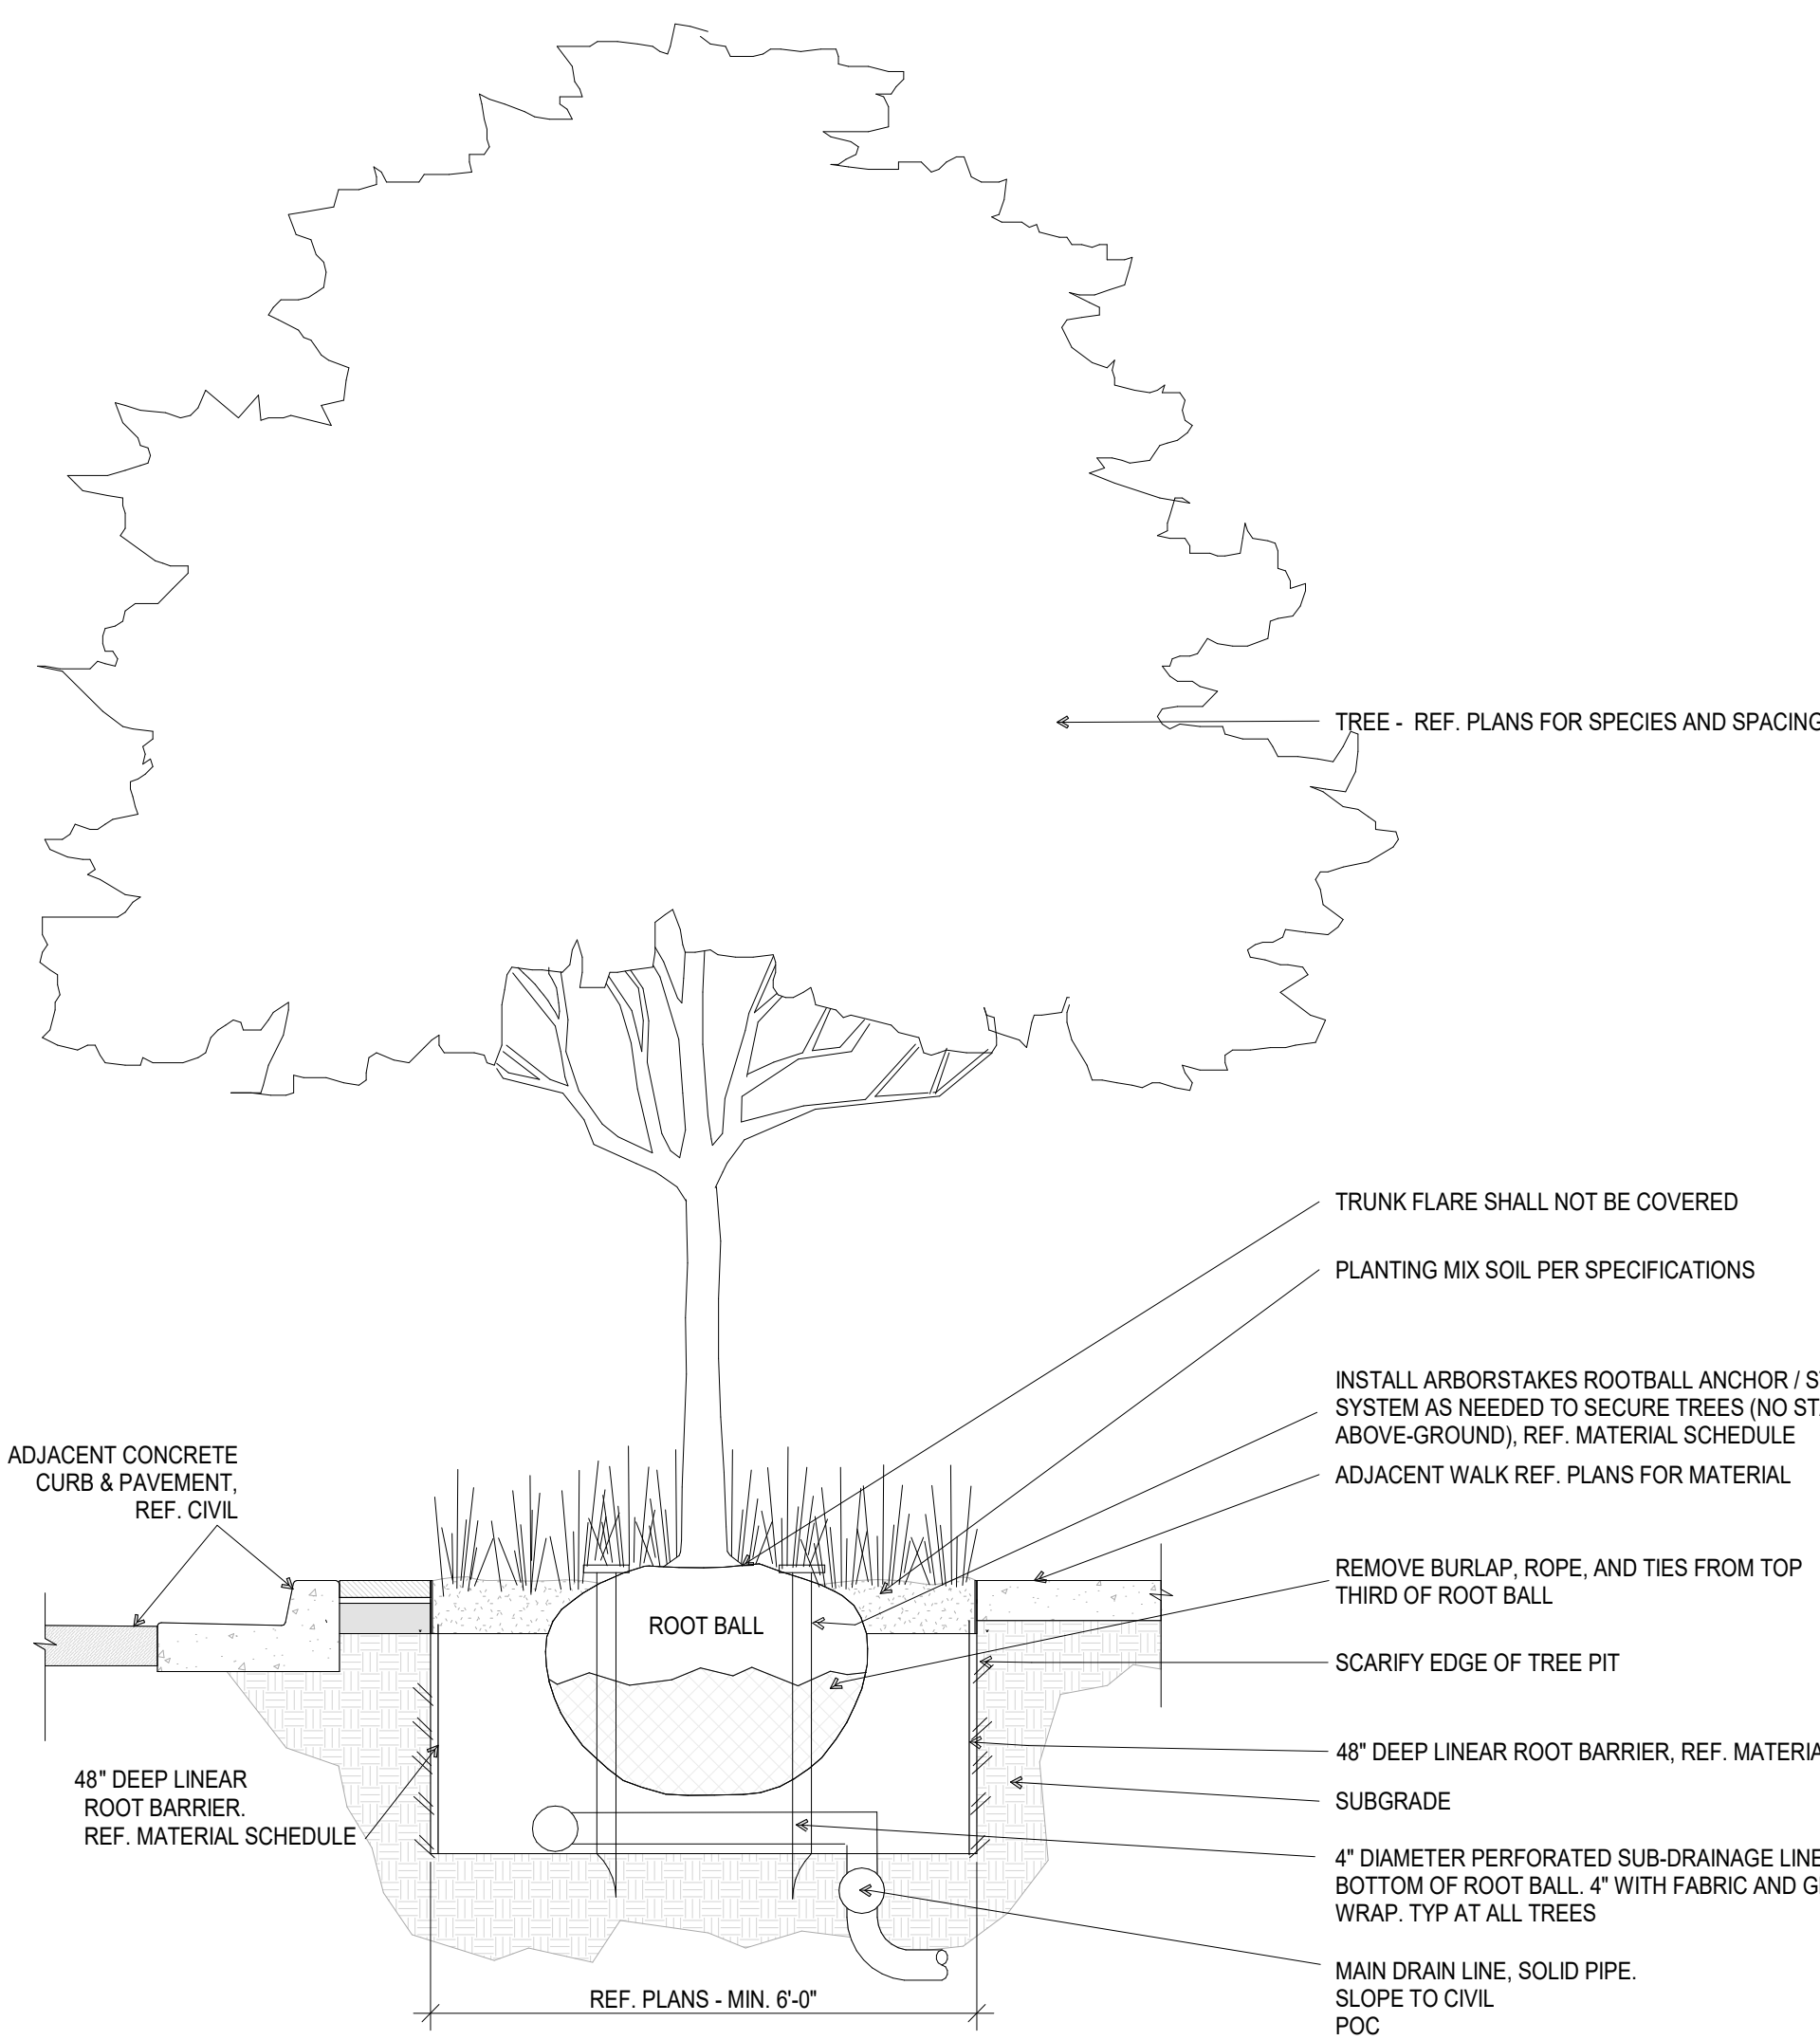 TREE - REF. PLANS FOR SPECIES AND SPACING
TRUNK FLARE SHALL NOT BE COVERED
PLANTING MIX SOIL PER SPECIFICATIONS
INSTALL ARBORSTAKES ROOTBALL ANCHOR /
SYSTEM AS NEEDED TO SECURE TREES (NO
ABOVE-GROUND), REF. MATERIAL SCHEDULE
ADJACENT WALK REF. PLANS FOR MATERIAL
ADJACENT CONCRETE
CURB & PAVEMENT,
REF. CIVIL
REMOVE BURLAP, ROPE, AND TIES FROM TOP
THIRD OF ROOT BALL
ROOT BALL
SCARIFY EDGE OF TREE PIT
48" DEEP LINEAR ROOT BARRIER, REF.
48" DEEP LINEAR
ROOT BARRIER.
REF. MATERIAL SCHEDULE
SUBGRADE
4" DIAMETER PERFORATED SUB-DRAINAGE LINE
BOTTOM OF ROOT BALL. 4" WITH FABRIC AND
WRAP. TYP AT ALL TREES
MAIN DRAIN LINE, SOLID PIPE.
SLOPE TO CIVIL
POC
REF. PLANS - MIN. 6'-0"